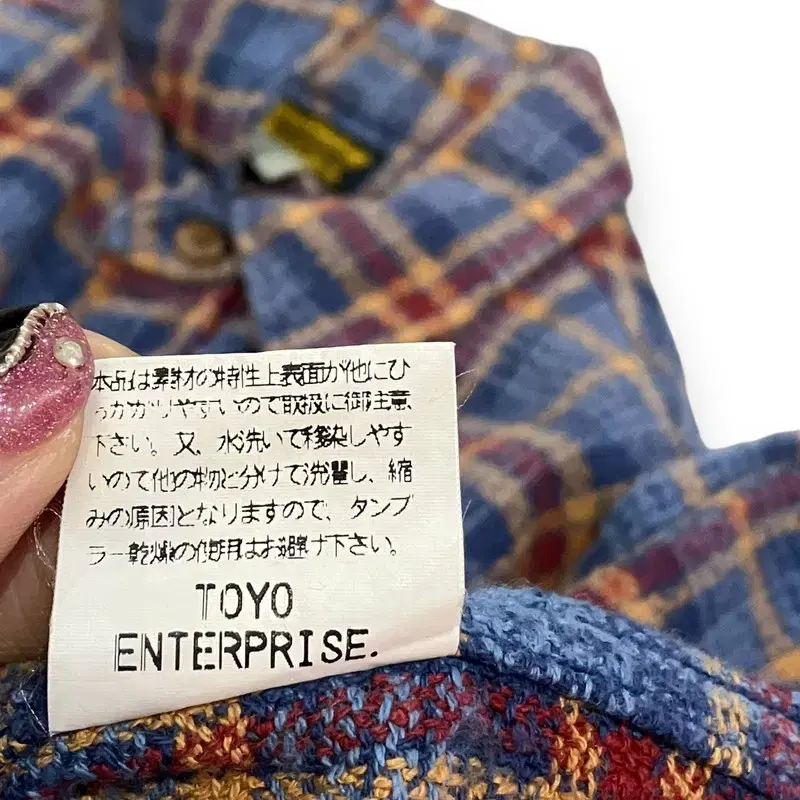 本品は素材の特性上表面が他にひ
っかかりやすいので取扱に御注意
下さい。又、水洗いで移染しやす
いので他の物と分けて洗濯し、縮
みの原因となりますので、タンブ
ラー乾燥の使用はお避け下さい。
TOYO
ENTERPRISE.